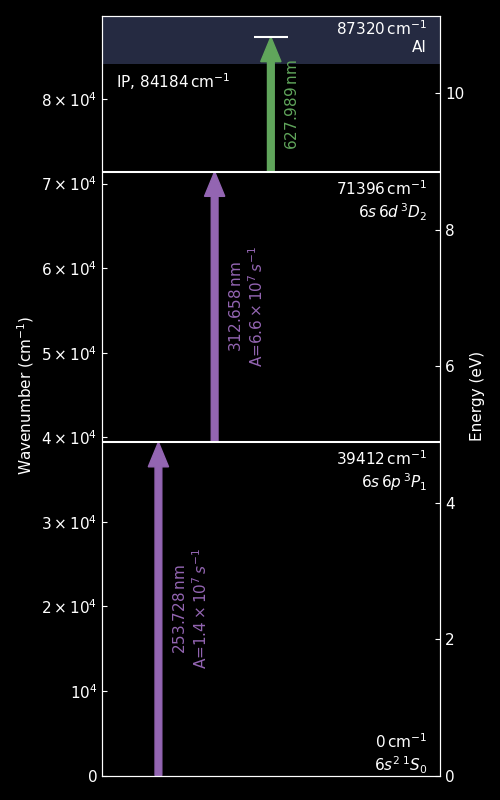 87320 cm⁻¹
AI
IP, 84184 cm⁻¹
627.989 nm
71396 cm⁻¹
6s 6d ³D₂
312.658 nm
A=6.6 × 10⁷ s⁻¹
39412 cm⁻¹
6s 6p ³P₁
253.728 nm
A=1.4 × 10⁷ s⁻¹
0 cm⁻¹
6s² ¹S₀
Wavenumber (cm⁻¹)
8 × 10⁴
7 × 10⁴
6 × 10⁴
5 × 10⁴
4 × 10⁴
3 × 10⁴
2 × 10⁴
10⁴
0
Energy (eV)
10
8
6
4
2
0